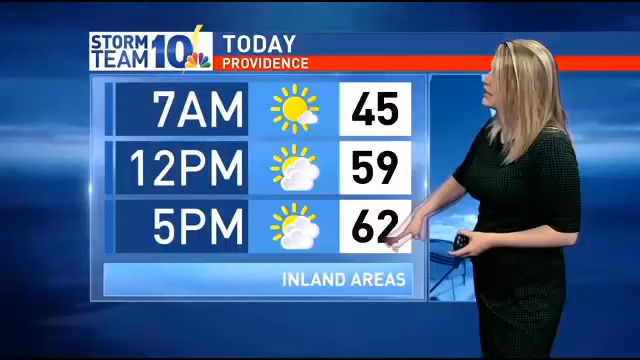 STORM TEAM 10
TODAY
PROVIDENCE
7AM 45
12PM 59
5PM 62
INLAND AREAS